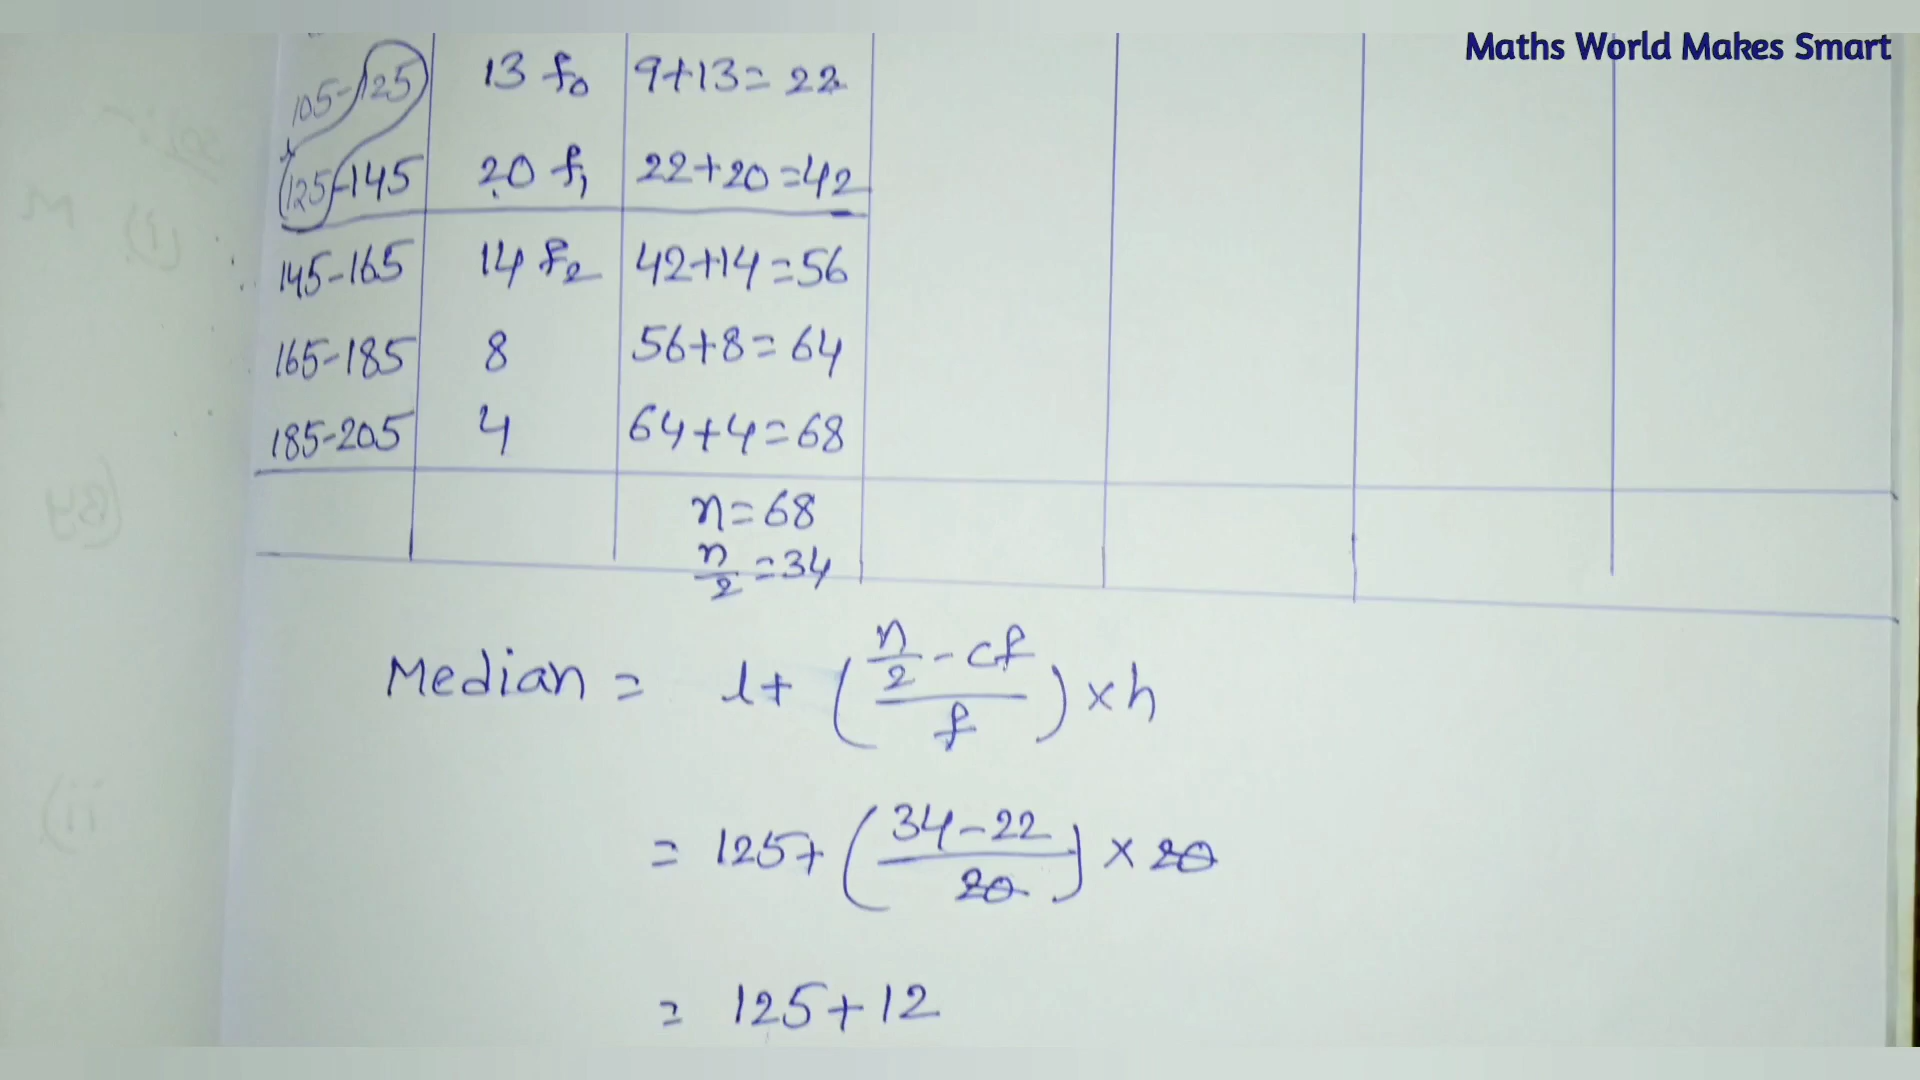 Maths World Makes Smart
105-125 13 f₀ 9+13= 22
125-145 20 f₁ 22+20=42
145-165 14 f₂ 42+14=56
165-185 8 56+8=64
185-205 4 64+4=68
n=68
n/2 =34
Median = l+ ( (n/2 - cf) / f ) ×h
= 125+ ( (34-22) / 20 ) × 20
= 125+12